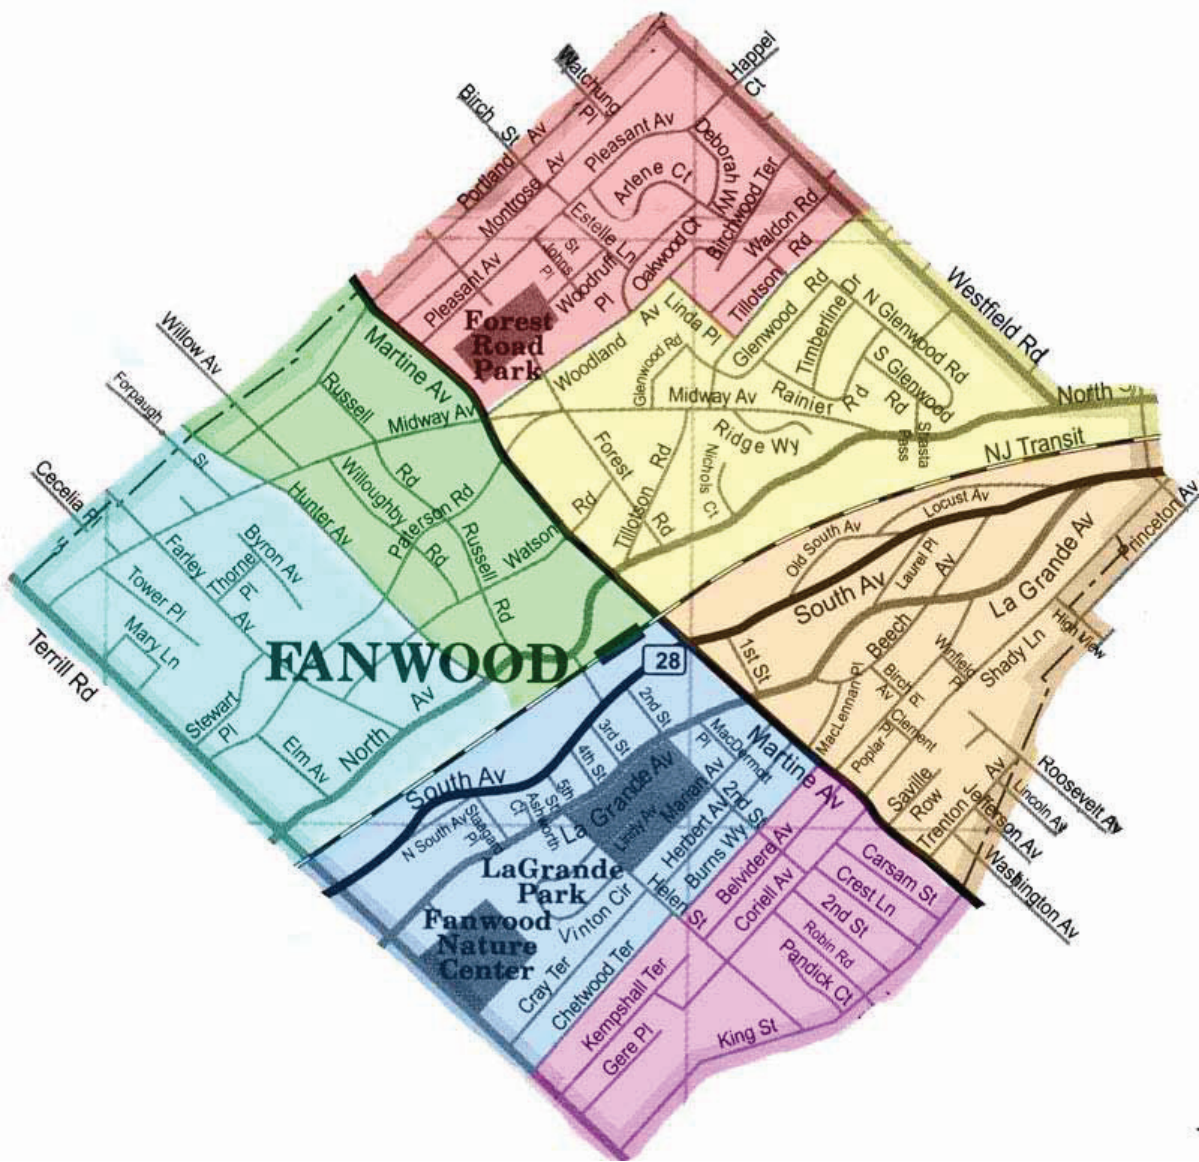 Happel
Ct
Watchung
Pl
Birch St
Portland Av
Montrose Av
Pleasant Av
Deborah Wy
Arlene Ct
Birchwood Ter
Estelle Ln
Waldon Rd
St
Johns
Pl
Woodruff
Pl
Oakwood Ct
Pleasant Av
Tillotson
Rd
Forest
Road
Park
Westfield Rd
Linda Pl
Woodland
Av
Glenwood
Rd
Timberline Dr
N Glenwood Rd
S Glenwood
Rd
Glenwood Rd
Midway Av
Rainier
Rd
North
Stasta
Pass
NJ Transit
Ridge Wy
Nichols
Ct
Forest
Rd
Tillotson
Rd
Willow Av
Martine Av
Midway Av
Russell
Rd
Forpaugh
St
Willoughby
Rd
Paterson Rd
Hunter Av
Russell
Rd
Watson
Rd
Cecelia Pl
Byron Av
Farley
Av
Thorne
Pl
Tower Pl
Mary Ln
Terrill Rd
FANWOOD
Stewart
Pl
Elm Av
North
Av
Locust Av
Old South Av
South Av
Laurel Pl
La Grande Av
Princeton Av
High View
1st St
Beech
Av
Winfield
Pl
Shady Ln
MacLennan Pl
Birch
Av
Pl
Clement
Poplar
Pl
Saville
Row
Trenton
Av
Jefferson Av
Lincoln Av
Roosevelt Av
Washington Av
28
2nd St
3rd St
4th St
5th
St
South Av
N South Av
Ashworth
Ct
La Grande Av
MacDermott
Pl
Martine Av
Marian Av
Lindy Av
2nd St
Herbert Av
Burns Wy
LaGrande
Park
Helen St
Vinton Cir
Fanwood
Nature
Center
Cray Ter
Chetwood Ter
Belvidere Av
Coriell Av
Carsam St
Crest Ln
2nd St
Robin Rd
Pandick Ct
Kempshall Ter
Gere Pl
King St